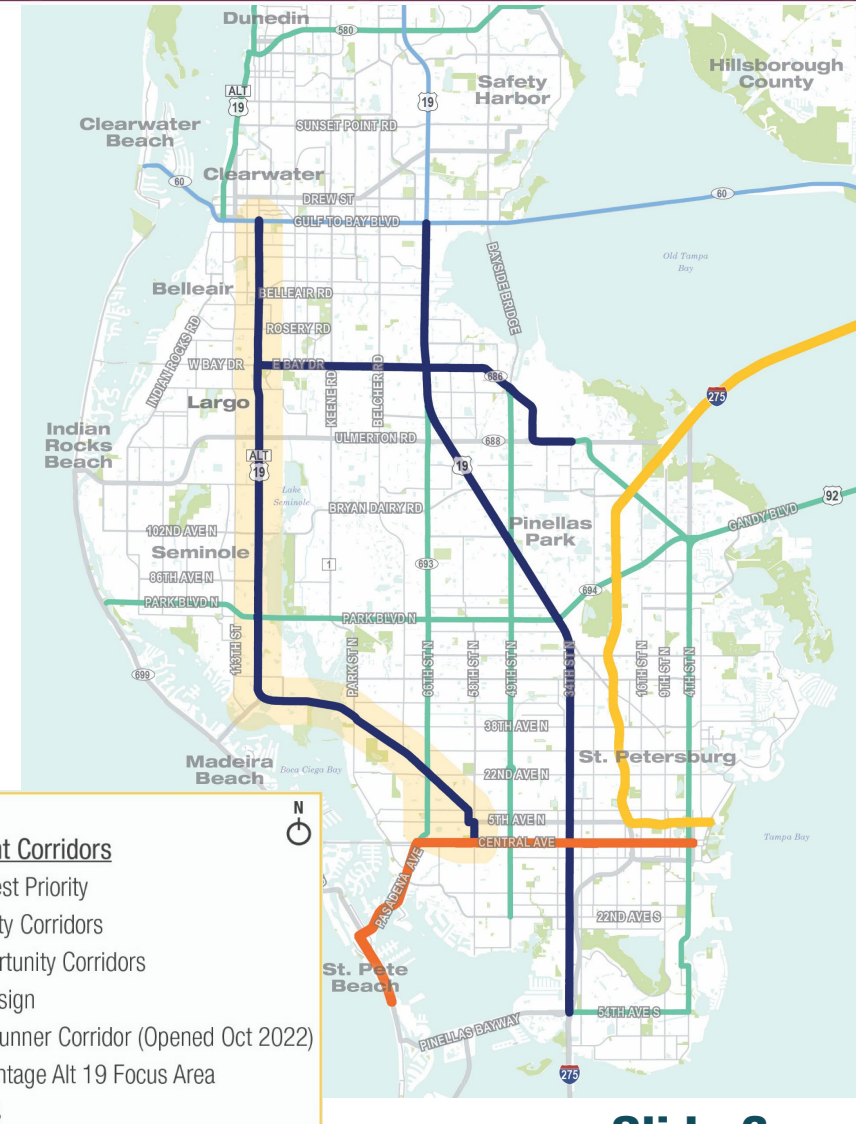 Dunedin
580
ALT
19
19
Safety
Harbor
Hillsborough
County
Clearwater
Beach
SUNSET POINT RD
60
Clearwater
DREW ST
60
GULF TO BAY BLVD
BAYSIDE BRIDGE
Old Tampa
Bay
Belleair
BELLEAIR RD
INDIAN ROCKS RD
ROSERY RD
W BAY DR
E BAY DR
KEENE RD
BELCHER RD
686
275
Largo
Indian
Rocks
Beach
ULMERTON RD
688
ALT
19
19
Lake
Seminole
92
GANDY BLVD
BRYAN DAIRY RD
Pinellas
Park
102ND AVE N
Seminole
1
693
86TH AVE N
694
PARK BLVD N
PARK BLVD N
113TH ST
PARK ST N
66TH ST N
58TH ST N
49TH ST N
34TH ST N
16TH ST N
9TH ST N
4TH ST N
699
38TH AVE N
St. Petersburg
Madeira
Beach
Boca Ciega Bay
22ND AVE N
5TH AVE N
CENTRAL AVE
Tampa Bay
PASADENA AVE
22ND AVE S
St. Pete
Beach
54TH AVE S
PINELLAS BAYWAY
275
N
nt Corridors
est Priority
ty Corridors
rtunity Corridors
sign
unner Corridor (Opened Oct 2022)
ntage Alt 19 Focus Area